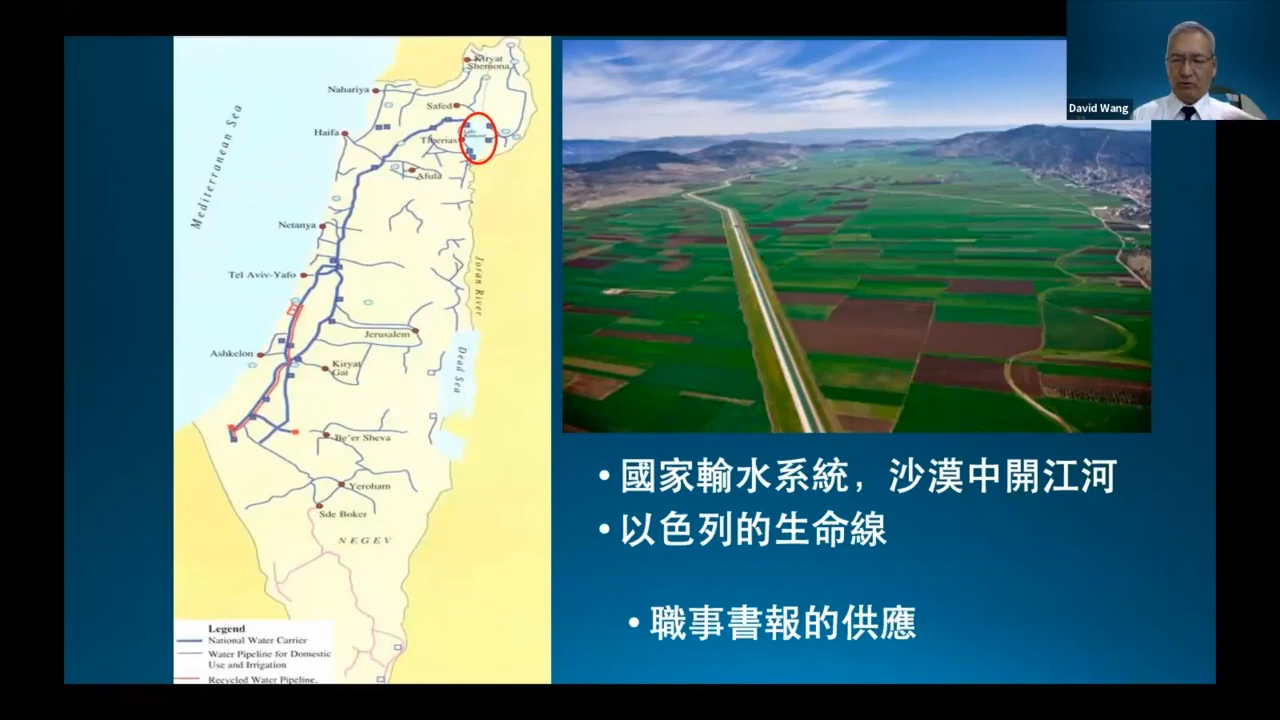 Kiryat
Shemona
Nahariya
Safed
Haifa
Tiberias
Afula
Mediterranean Sea
Netanya
Joran River
Tel Aviv-Yafo
Jerusalem
Ashkelon
Kiryat
Gat
Dead Sea
Be'er Sheva
Yeroham
Sde Boker
NEGEV
Legend
National Water Carrier
Water Pipeline for Domestic
Use and Irrigation
Recycled Water Pipeline,
David Wang
• 國家輸水系統，沙漠中開江河
• 以色列的生命線
• 職事書報的供應